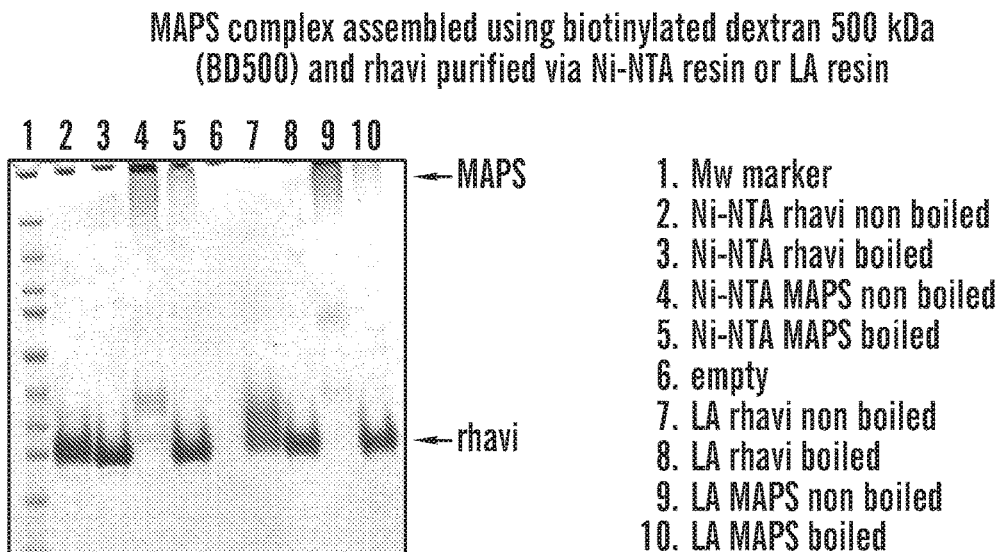 MAPS complex assembled using biotinylated dextran 500 kDa
(BD500) and rhavi purified via Ni-NTA resin or LA resin
1 2 3 4 5 6 7 8 9 10
MAPS
rhavi
1. Mw marker
2. Ni-NTA rhavi non boiled
3. Ni-NTA rhavi boiled
4. Ni-NTA MAPS non boiled
5. Ni-NTA MAPS boiled
6. empty
7. LA rhavi non boiled
8. LA rhavi boiled
9. LA MAPS non boiled
10. LA MAPS boiled